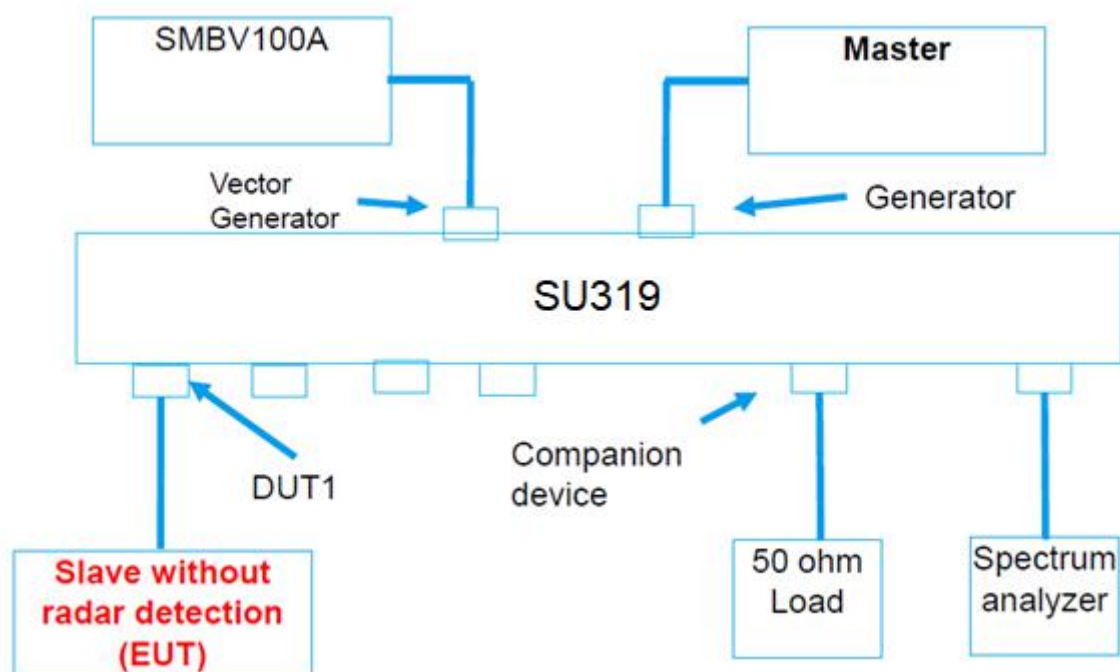 SMBV100A
Master
Vector
Generator
Generator
SU319
DUT1
Companion
device
Slave without
radar detection
(EUT)
50 ohm
Load
Spectrum
analyzer